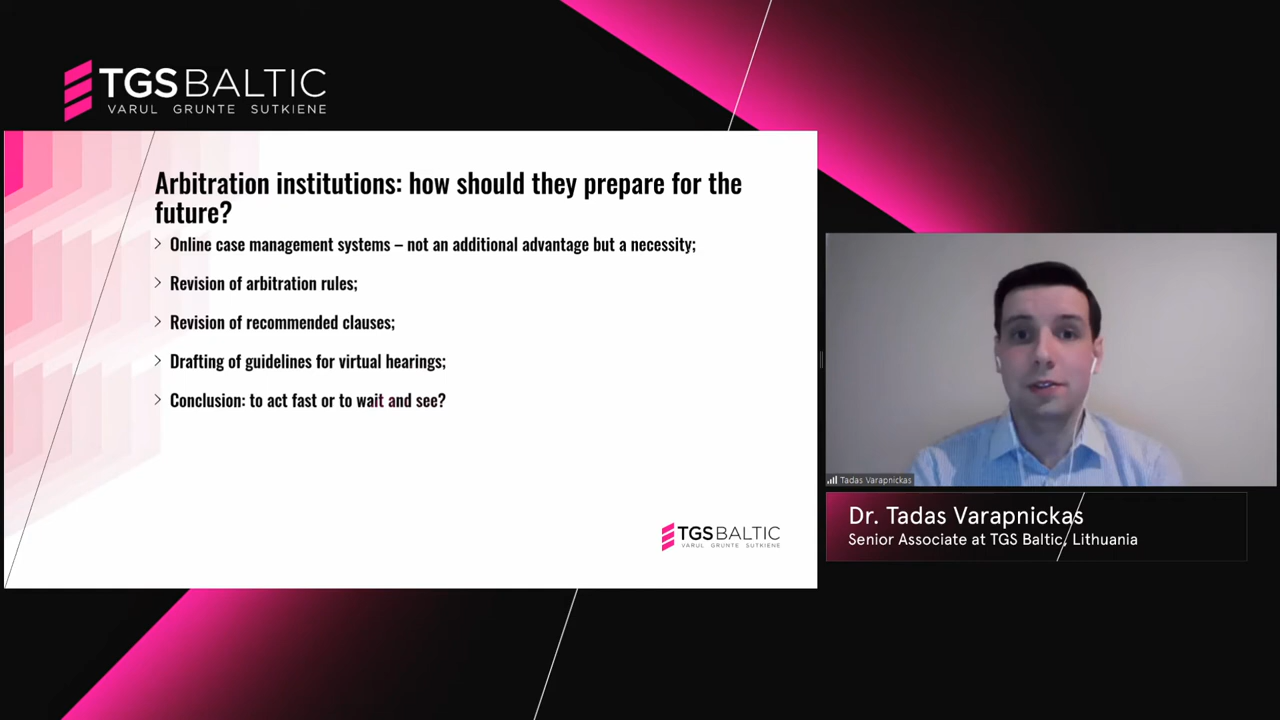 TGS BALTIC
VARUL GRUNTE SUTKIENE
Arbitration institutions: how should they prepare for the
future?
Online case management systems – not an additional advantage but a necessity;
Revision of arbitration rules;
Revision of recommended clauses;
Drafting of guidelines for virtual hearings;
Conclusion: to act fast or to wait and see?
TGS BALTIC
VARUL GRUNTE SUTKIENE
Tadas Varapnickas
Dr. Tadas Varapnickas
Senior Associate at TGS Baltic, Lithuania